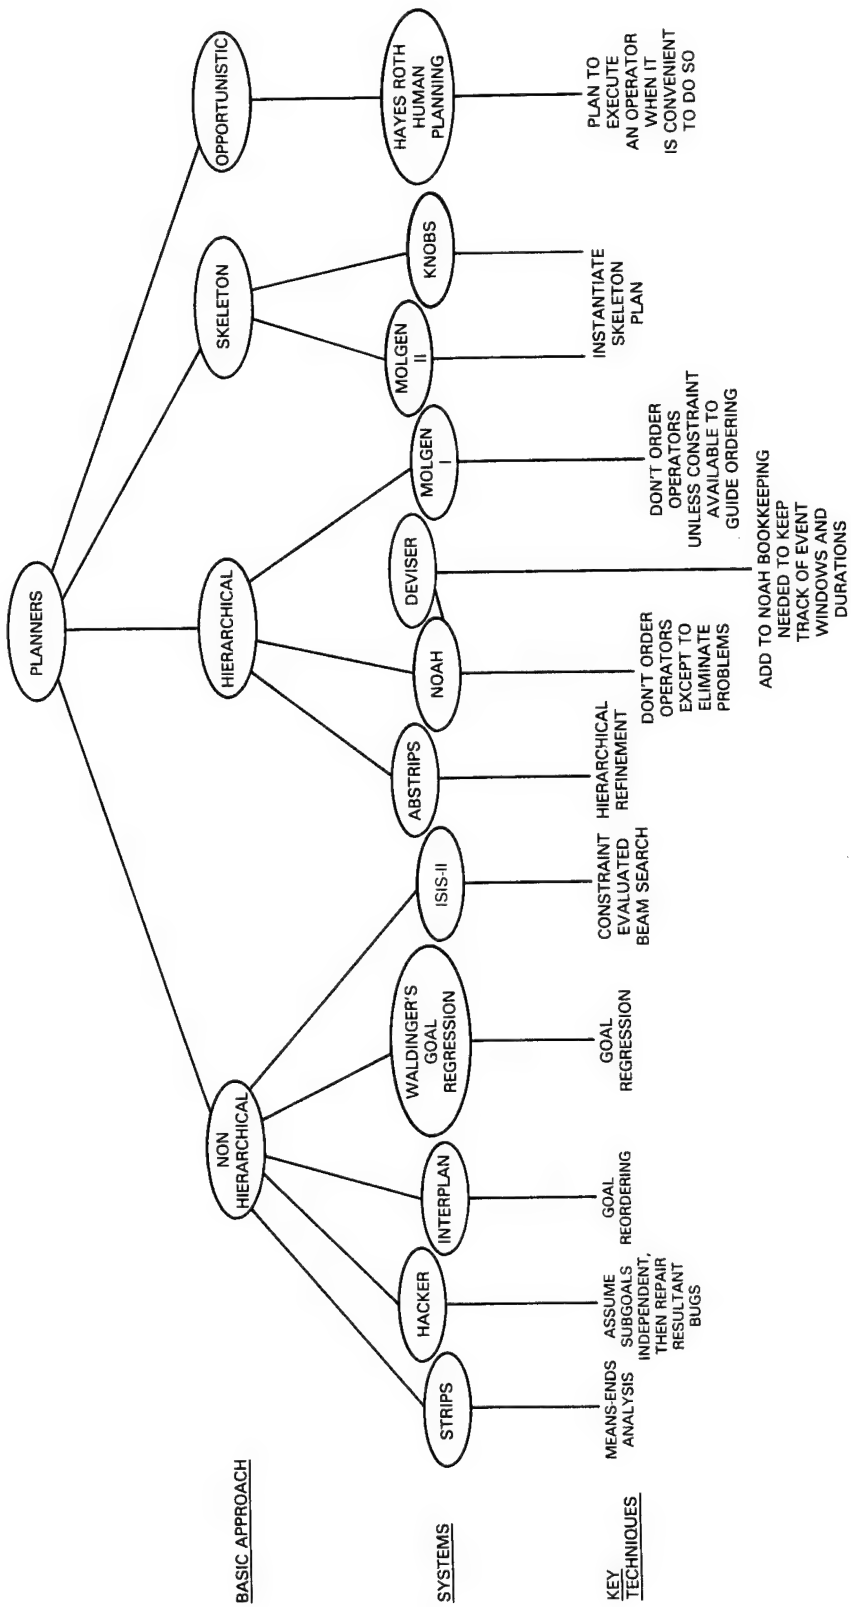 PLANNERS
BASIC APPROACH
NON
HIERARCHICAL
HIERARCHICAL
SKELETON
OPPORTUNISTIC
SYSTEMS
STRIPS
HACKER
INTERPLAN
WALDINGER'S
GOAL
REGRESSION
ISIS-II
ABSTRIPS
NOAH
DEVISER
MOLGEN
I
MOLGEN
II
KNOBS
HAYES ROTH
HUMAN
PLANNING
KEY
TECHNIQUES
MEANS-ENDS
ANALYSIS
ASSUME
SUBGOALS
INDEPENDENT,
THEN REPAIR
RESULTANT
BUGS
GOAL
REORDERING
GOAL
REGRESSION
CONSTRAINT
EVALUATED
BEAM SEARCH
HIERARCHICAL
REFINEMENT
DON'T ORDER
OPERATORS
EXCEPT TO
ELIMINATE
PROBLEMS
ADD TO NOAH BOOKKEEPING
NEEDED TO KEEP
TRACK OF EVENT
WINDOWS AND
DURATIONS
DON'T ORDER
OPERATORS
UNLESS CONSTRAINT
AVAILABLE TO
GUIDE ORDERING
INSTANTIATE
SKELETON
PLAN
PLAN TO
EXECUTE
AN OPERATOR
WHEN IT
IS CONVENIENT
TO DO SO